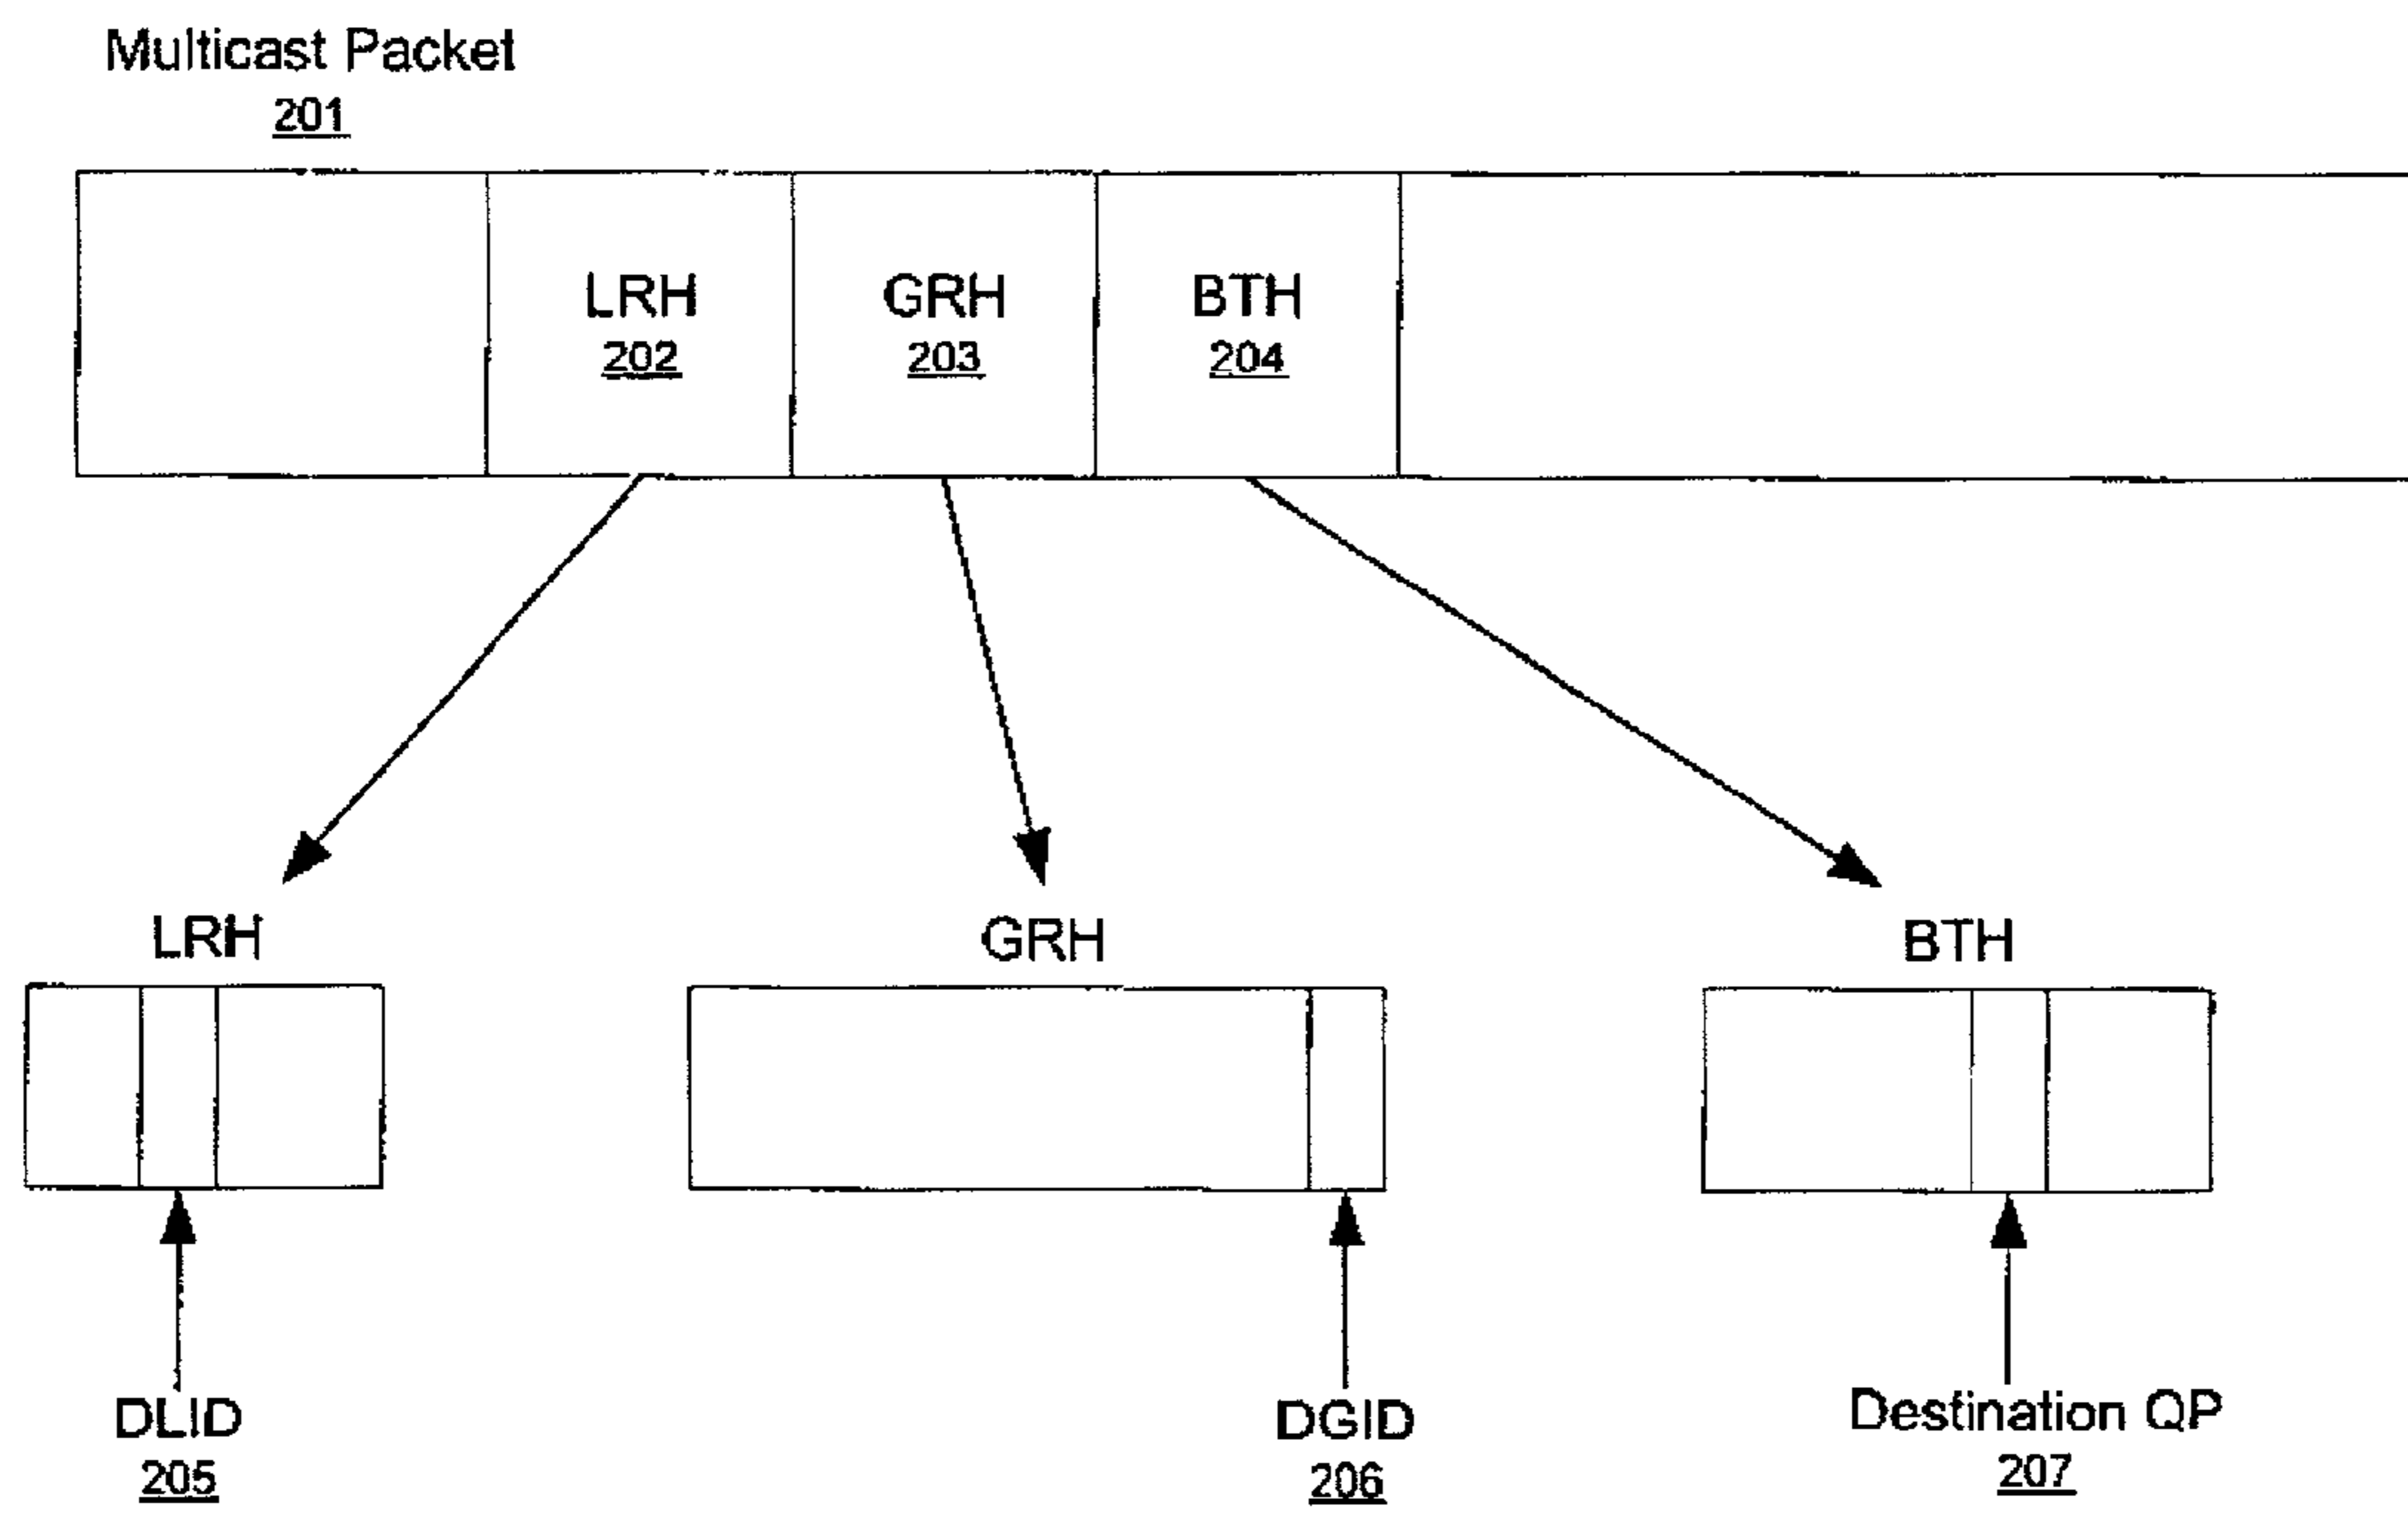 Multicast Packet
201
LRH
202
GRH
203
BTH
204
LRH
GRH
BTH
DLID
205
DGID
206
Destination QP
207